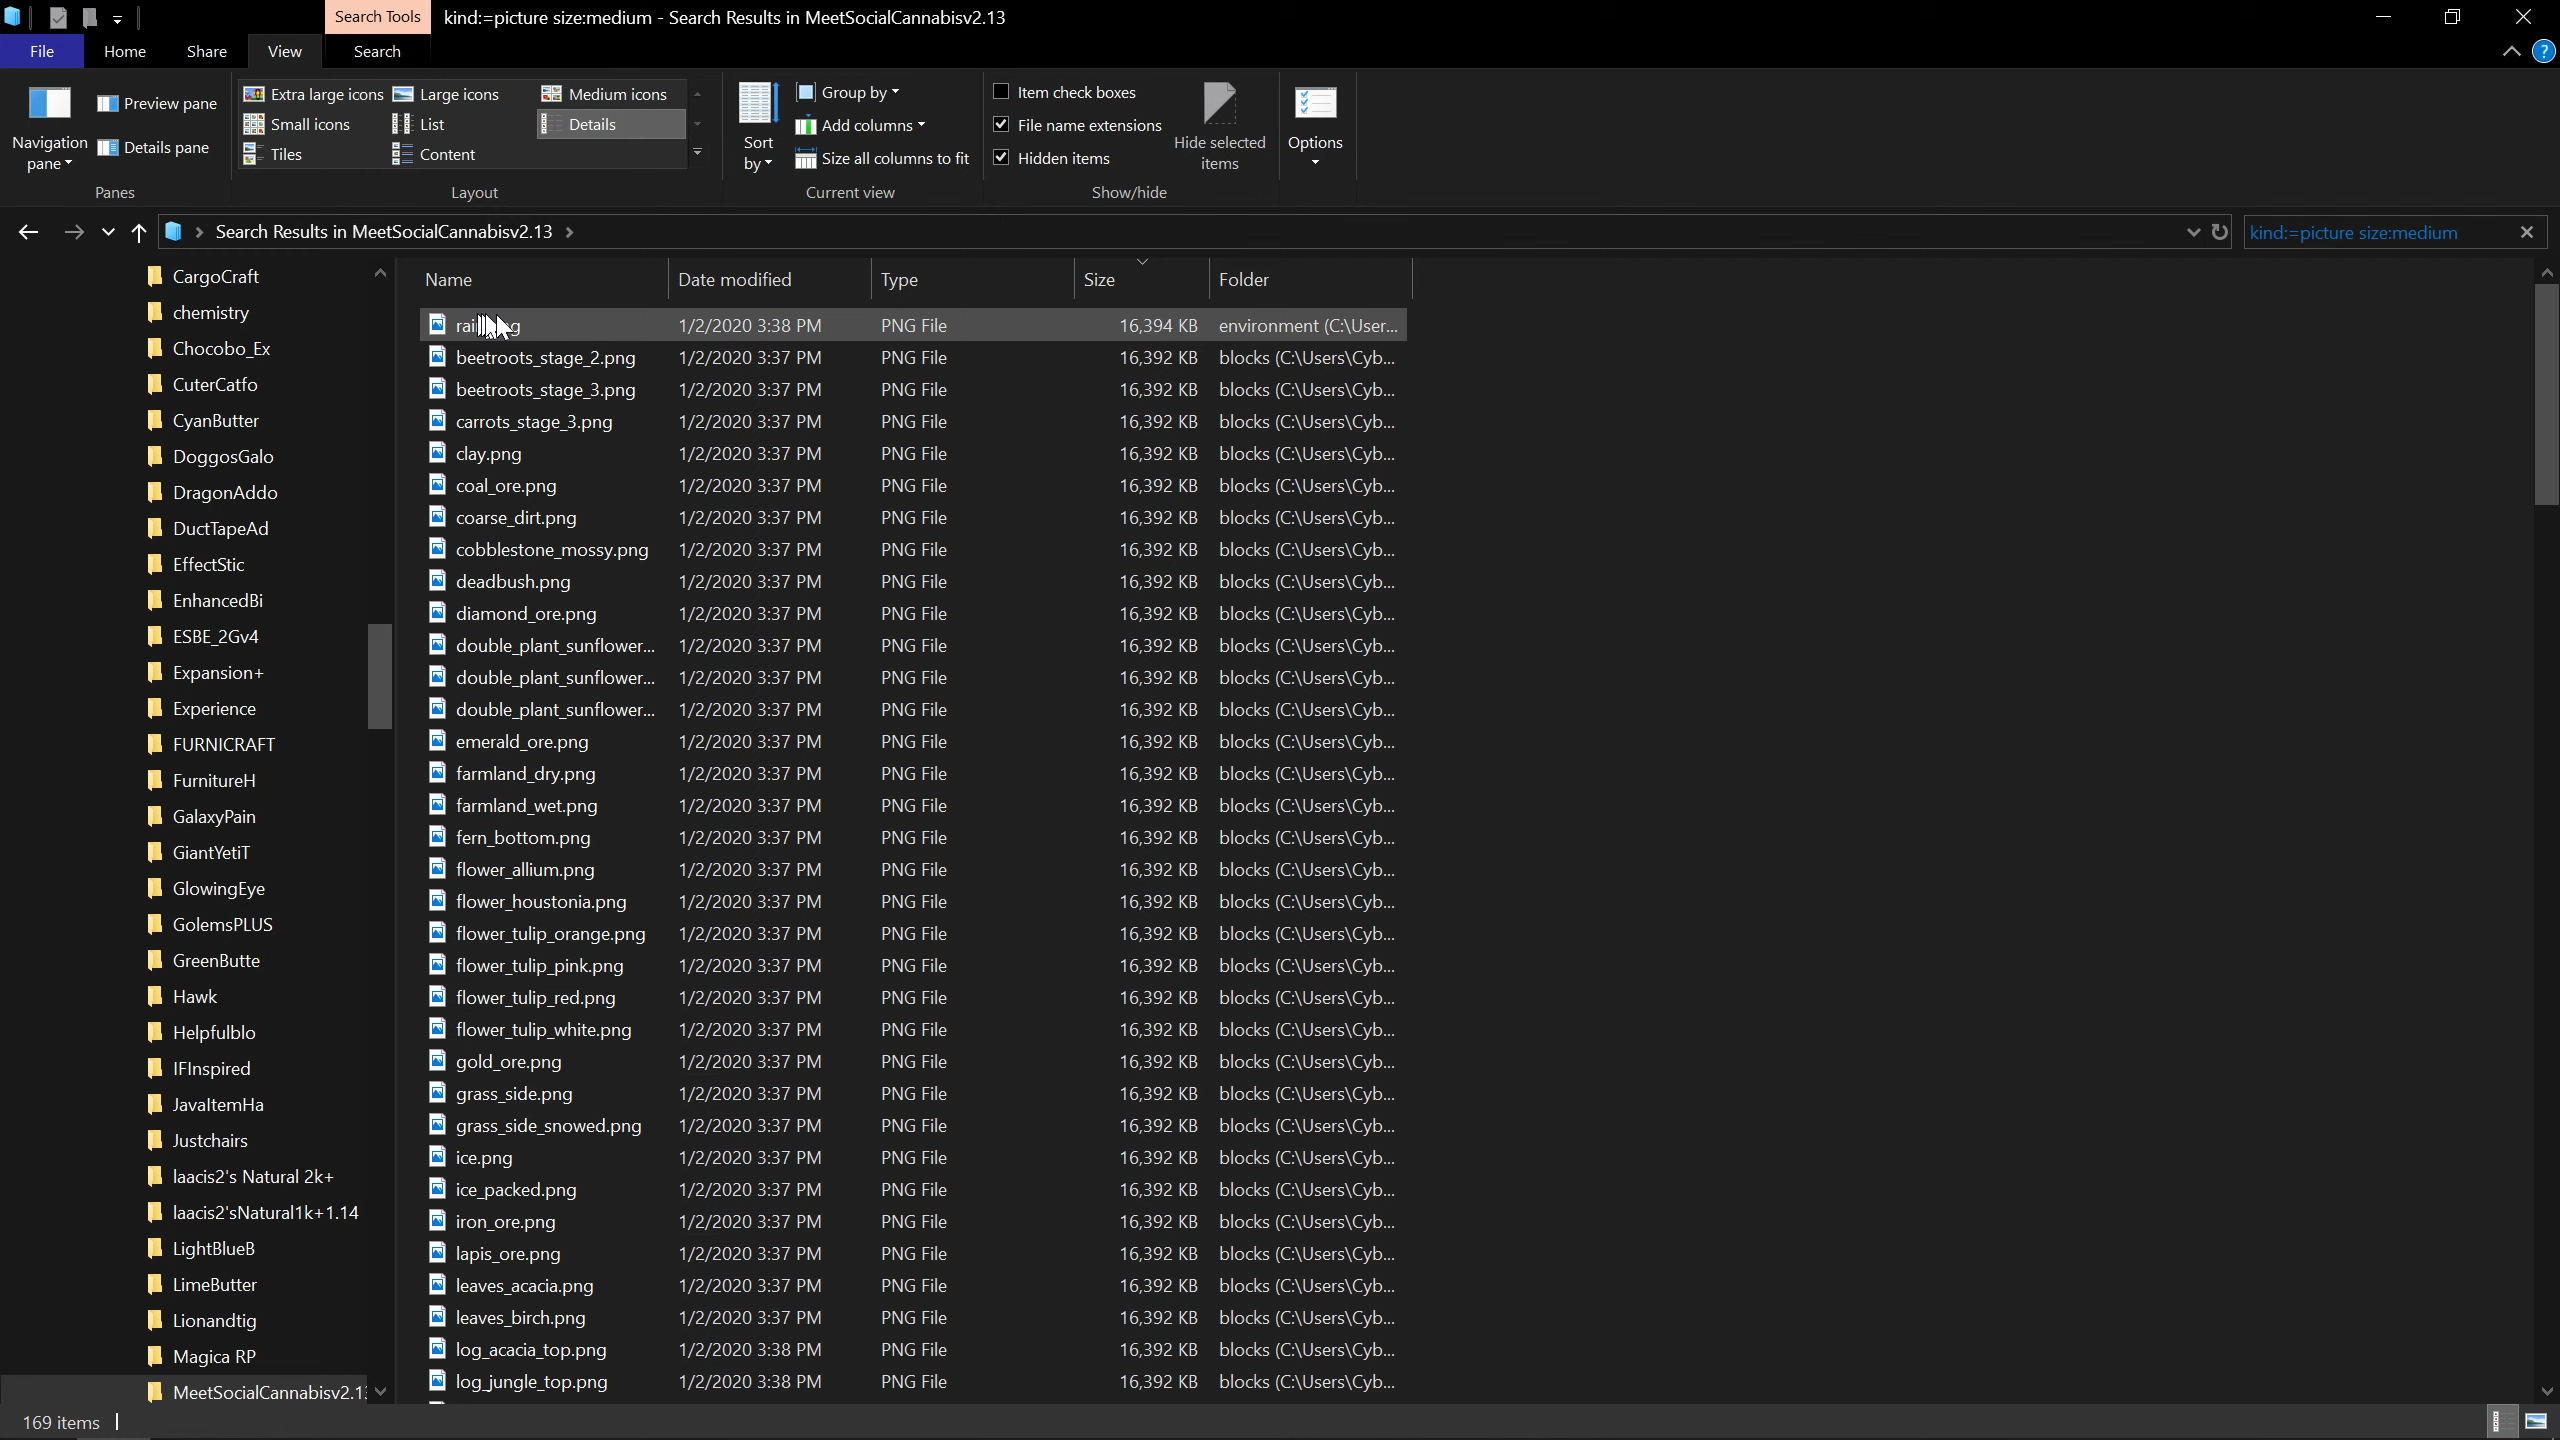 Search Tools kind:=picture size:medium - Search Results in MeetSocialCannabisv2.13
File Home Share View Search
Navigation pane
Preview pane
Details pane
Panes
Extra large icons Large icons Medium icons
Small icons List Details
Tiles Content
Layout
Sort by
Group by
Add columns
Size all columns to fit
Current view
Item check boxes
File name extensions
Hidden items
Hide selected items
Show/hide
Options
Search Results in MeetSocialCannabisv2.13
kind:=picture size:medium
CargoCraft
chemistry
Chocobo_Ex
CuterCatfo
CyanButter
DoggosGalo
DragonAddo
DuctTapeAd
EffectStic
EnhancedBi
ESBE_2Gv4
Expansion+
Experience
FURNICRAFT
FurnitureH
GalaxyPain
GiantYetiT
GlowingEye
GolemsPLUS
GreenButte
Hawk
Helpfulblo
IFInspired
JavaItemHa
Justchairs
laacis2's Natural 2k+
laacis2'sNatural1k+1.14
LightBlueB
LimeButter
Lionandtig
Magica RP
MeetSocialCannabisv2.13
Name Date modified Type Size Folder
1/2/2020 3:38 PM PNG File 16,394 KB environment (C:\User...
beetroots_stage_2.png 1/2/2020 3:37 PM PNG File 16,392 KB blocks (C:\Users\Cyb...
beetroots_stage_3.png 1/2/2020 3:37 PM PNG File 16,392 KB blocks (C:\Users\Cyb...
carrots_stage_3.png 1/2/2020 3:37 PM PNG File 16,392 KB blocks (C:\Users\Cyb...
clay.png 1/2/2020 3:37 PM PNG File 16,392 KB blocks (C:\Users\Cyb...
coal_ore.png 1/2/2020 3:37 PM PNG File 16,392 KB blocks (C:\Users\Cyb...
coarse_dirt.png 1/2/2020 3:37 PM PNG File 16,392 KB blocks (C:\Users\Cyb...
cobblestone_mossy.png 1/2/2020 3:37 PM PNG File 16,392 KB blocks (C:\Users\Cyb...
deadbush.png 1/2/2020 3:37 PM PNG File 16,392 KB blocks (C:\Users\Cyb...
diamond_ore.png 1/2/2020 3:37 PM PNG File 16,392 KB blocks (C:\Users\Cyb...
double_plant_sunflower... 1/2/2020 3:37 PM PNG File 16,392 KB blocks (C:\Users\Cyb...
double_plant_sunflower... 1/2/2020 3:37 PM PNG File 16,392 KB blocks (C:\Users\Cyb...
double_plant_sunflower... 1/2/2020 3:37 PM PNG File 16,392 KB blocks (C:\Users\Cyb...
emerald_ore.png 1/2/2020 3:37 PM PNG File 16,392 KB blocks (C:\Users\Cyb...
farmland_dry.png 1/2/2020 3:37 PM PNG File 16,392 KB blocks (C:\Users\Cyb...
farmland_wet.png 1/2/2020 3:37 PM PNG File 16,392 KB blocks (C:\Users\Cyb...
fern_bottom.png 1/2/2020 3:37 PM PNG File 16,392 KB blocks (C:\Users\Cyb...
flower_allium.png 1/2/2020 3:37 PM PNG File 16,392 KB blocks (C:\Users\Cyb...
flower_houstonia.png 1/2/2020 3:37 PM PNG File 16,392 KB blocks (C:\Users\Cyb...
flower_tulip_orange.png 1/2/2020 3:37 PM PNG File 16,392 KB blocks (C:\Users\Cyb...
flower_tulip_pink.png 1/2/2020 3:37 PM PNG File 16,392 KB blocks (C:\Users\Cyb...
flower_tulip_red.png 1/2/2020 3:37 PM PNG File 16,392 KB blocks (C:\Users\Cyb...
flower_tulip_white.png 1/2/2020 3:37 PM PNG File 16,392 KB blocks (C:\Users\Cyb...
gold_ore.png 1/2/2020 3:37 PM PNG File 16,392 KB blocks (C:\Users\Cyb...
grass_side.png 1/2/2020 3:37 PM PNG File 16,392 KB blocks (C:\Users\Cyb...
grass_side_snowed.png 1/2/2020 3:37 PM PNG File 16,392 KB blocks (C:\Users\Cyb...
ice.png 1/2/2020 3:37 PM PNG File 16,392 KB blocks (C:\Users\Cyb...
ice_packed.png 1/2/2020 3:37 PM PNG File 16,392 KB blocks (C:\Users\Cyb...
iron_ore.png 1/2/2020 3:37 PM PNG File 16,392 KB blocks (C:\Users\Cyb...
lapis_ore.png 1/2/2020 3:37 PM PNG File 16,392 KB blocks (C:\Users\Cyb...
leaves_acacia.png 1/2/2020 3:37 PM PNG File 16,392 KB blocks (C:\Users\Cyb...
leaves_birch.png 1/2/2020 3:37 PM PNG File 16,392 KB blocks (C:\Users\Cyb...
log_acacia_top.png 1/2/2020 3:38 PM PNG File 16,392 KB blocks (C:\Users\Cyb...
log_jungle_top.png 1/2/2020 3:38 PM PNG File 16,392 KB blocks (C:\Users\Cyb...
169 items